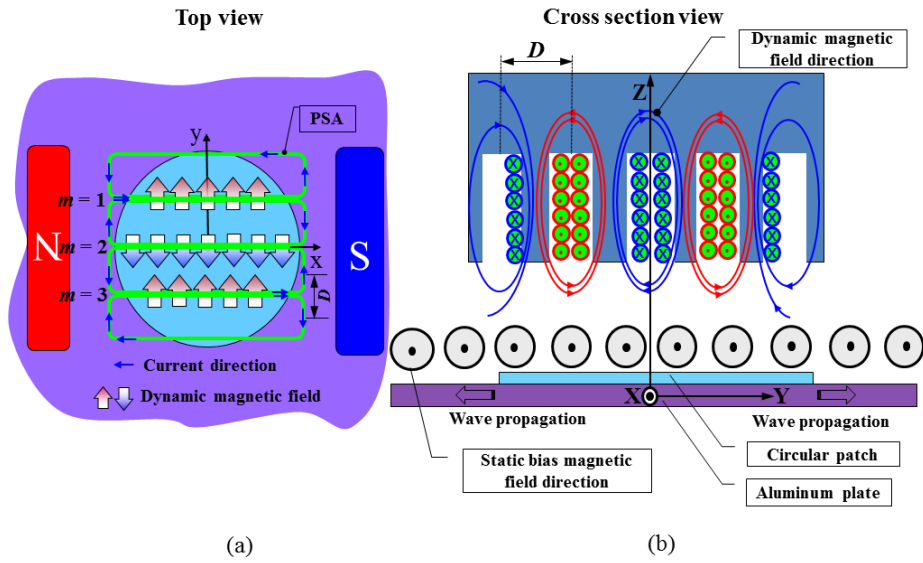 Top view
PSA
y
N
S
m = 1
m = 2
m = 3
x
D
Current direction
Dynamic magnetic field
(a)
Cross section view
D
Dynamic magnetic
field direction
Z
X
Y
Wave propagation
Wave propagation
Static bias magnetic
field direction
Circular patch
Aluminum plate
(b)